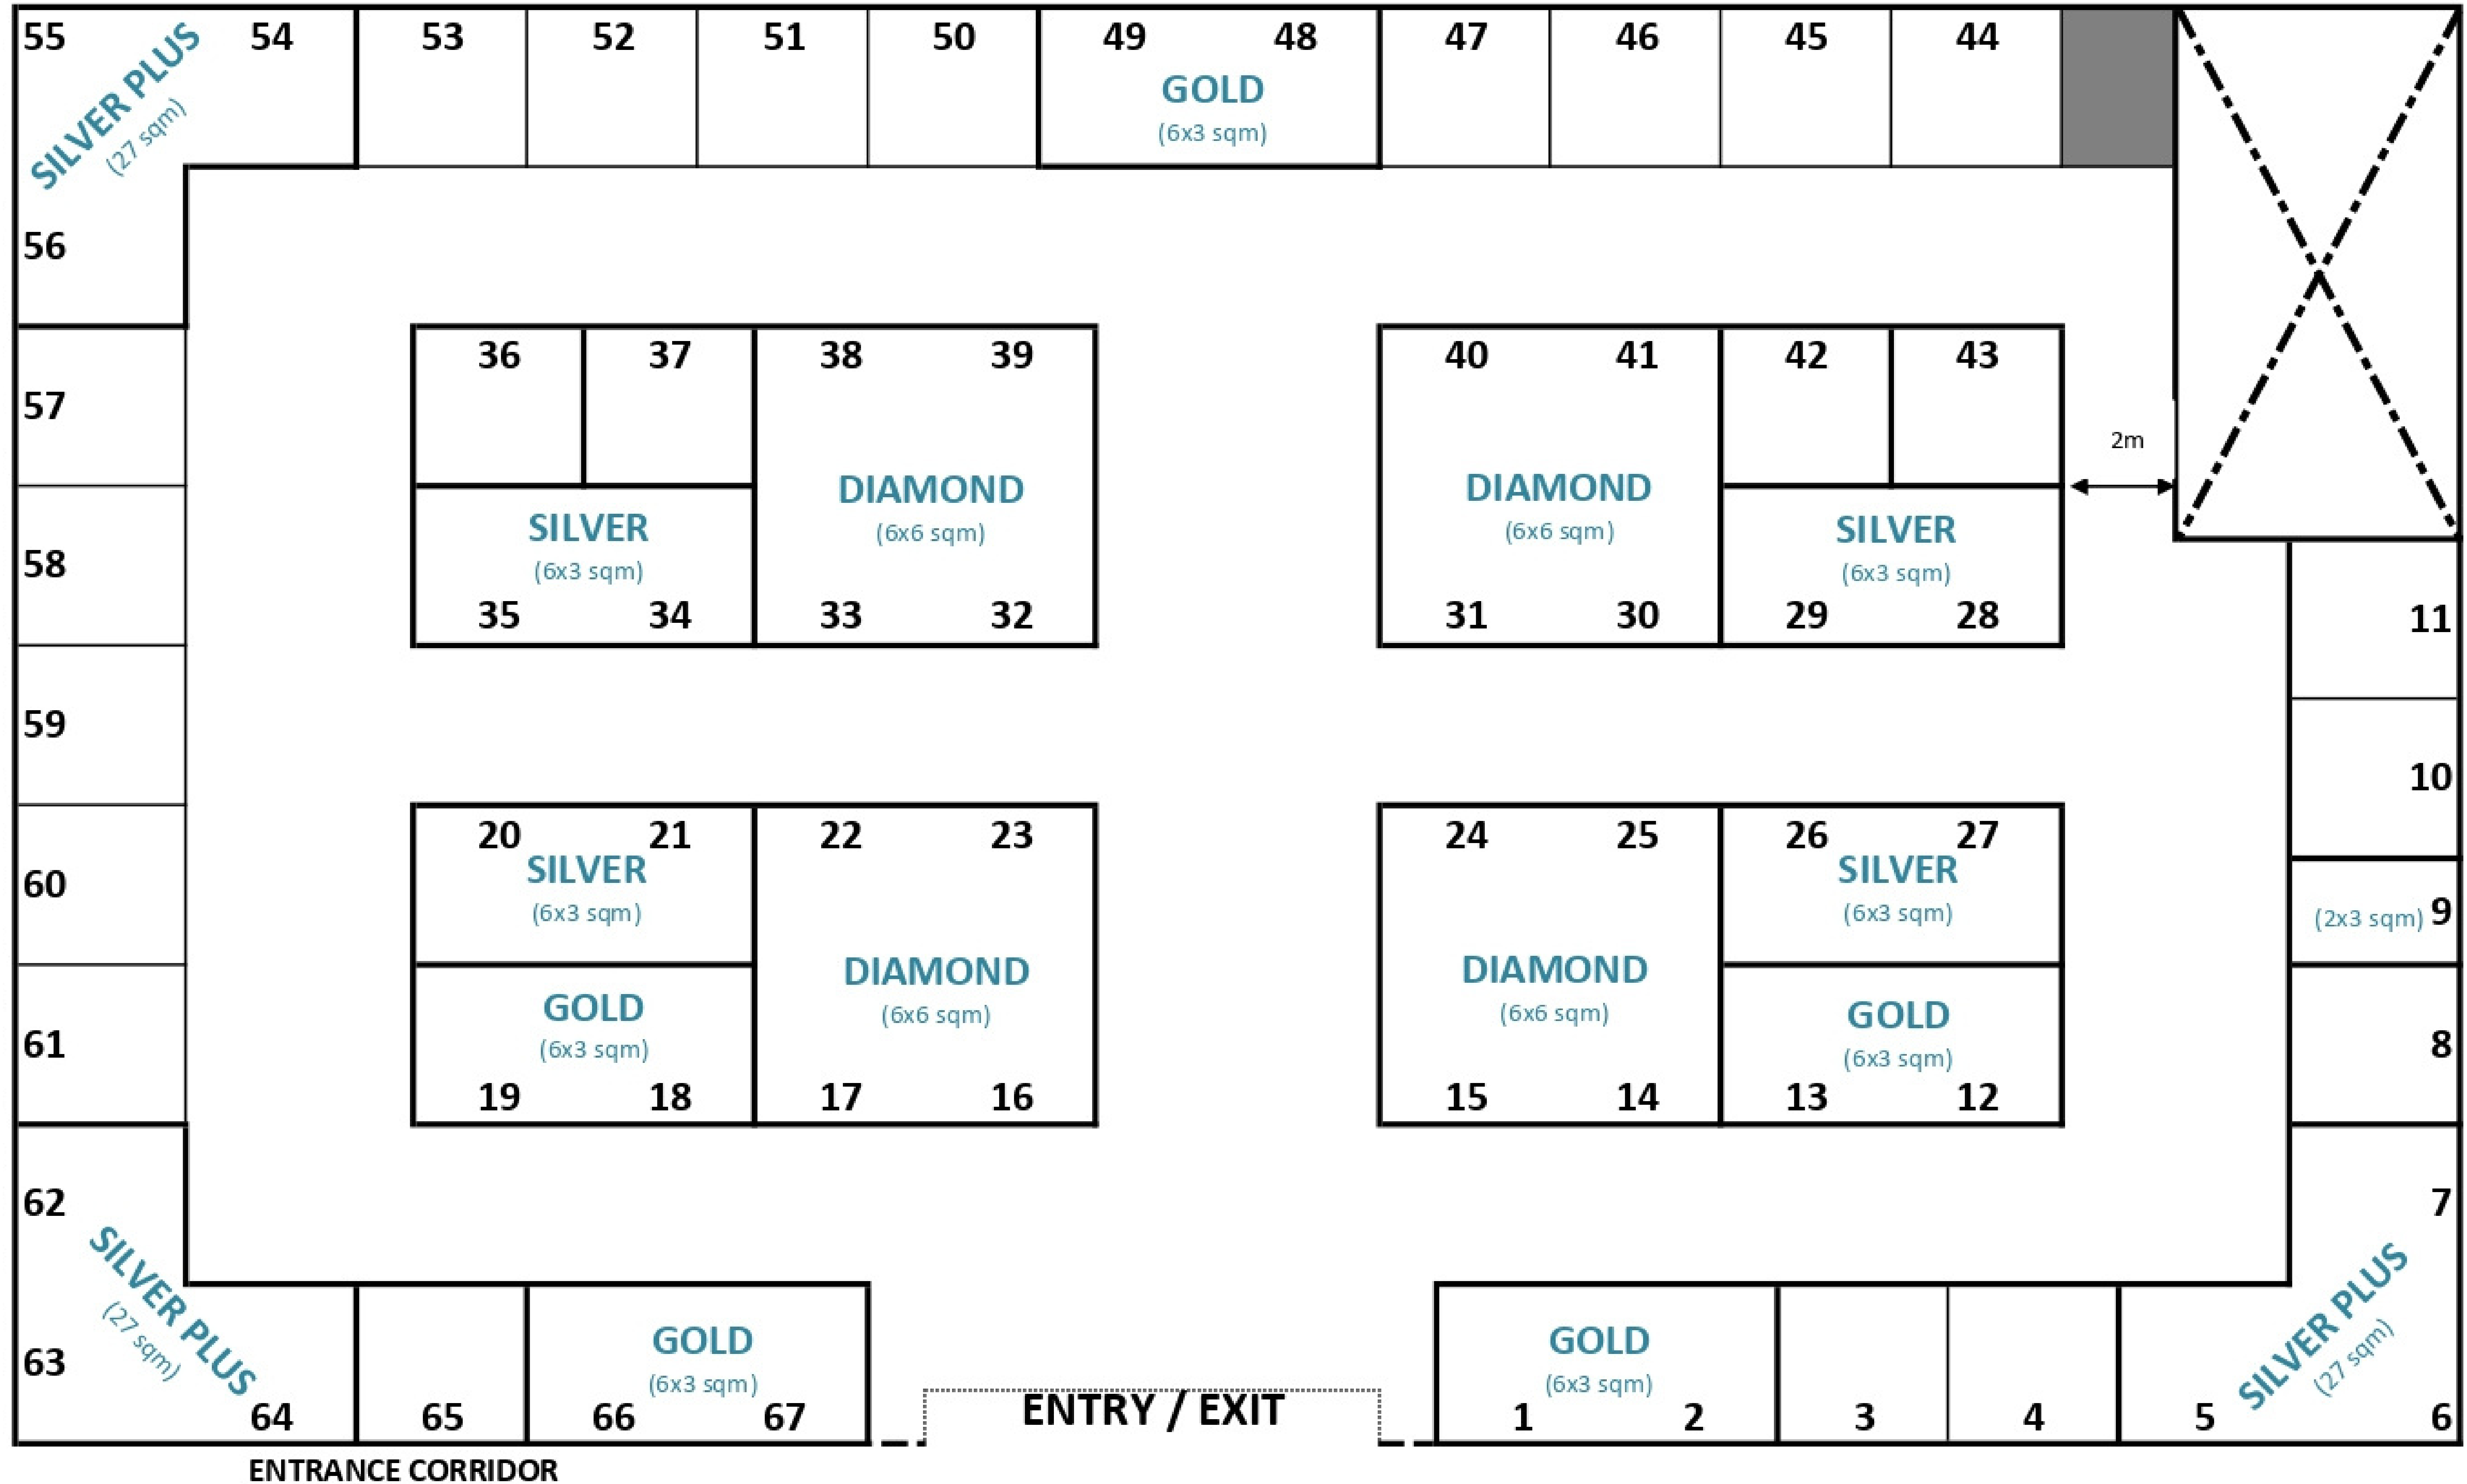 55 54 53 52 51 50 49 48 47 46 45 44
SILVER PLUS
(27 sqm)
GOLD
(6x3 sqm)
56
36 37 38 39 40 41 42 43
57
2m
DIAMOND
(6x6 sqm)
DIAMOND
(6x6 sqm)
SILVER
(6x3 sqm)
SILVER
(6x3 sqm)
58
35 34 33 32 31 30 29 28
11
59
10
20 21 22 23 24 25 26 27
SILVER
(6x3 sqm)
SILVER
(6x3 sqm)
60
(2x3 sqm) 9
DIAMOND
(6x6 sqm)
DIAMOND
(6x6 sqm)
GOLD
(6x3 sqm)
GOLD
(6x3 sqm)
61
8
19 18 17 16 15 14 13 12
62
7
SILVER PLUS
(27 sqm)
GOLD
(6x3 sqm)
GOLD
(6x3 sqm)
SILVER PLUS
(27 sqm)
63
ENTRY / EXIT
64 65 66 67 1 2 3 4 5 6
ENTRANCE CORRIDOR